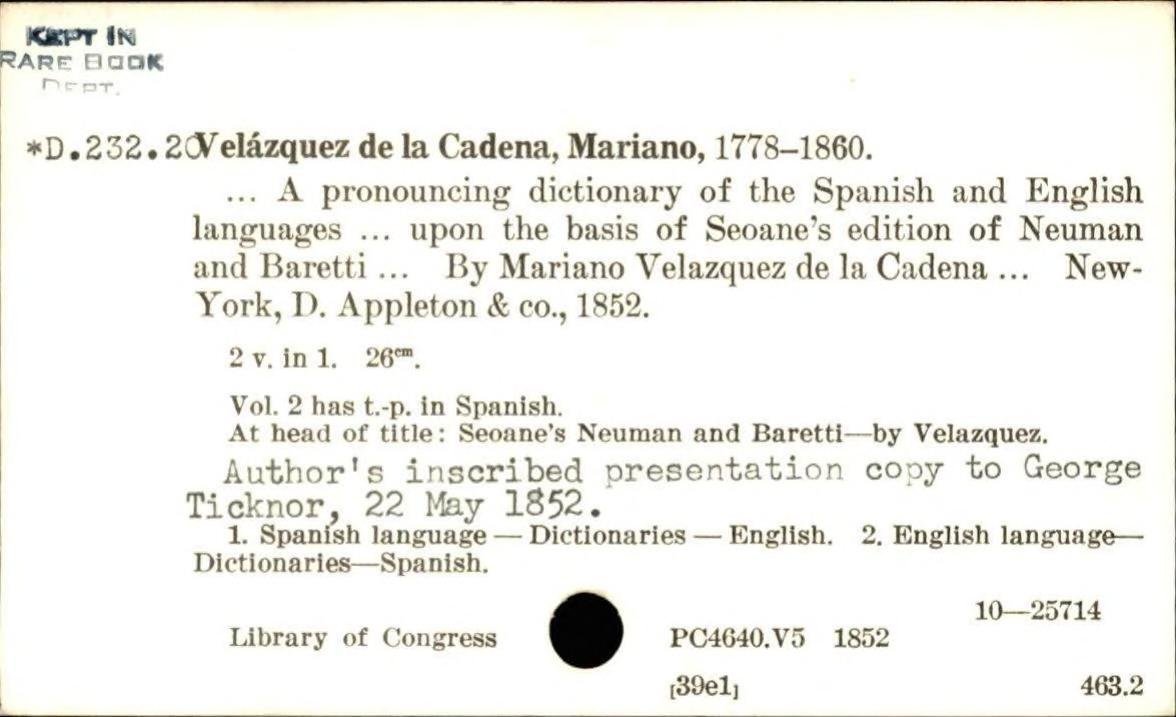 KEPT IN
RARE BOOK
DEPT.
*D.232.20 Velázquez de la Cadena, Mariano, 1778–1860.
... A pronouncing dictionary of the Spanish and English
languages ... upon the basis of Seoane's edition of Neuman
and Baretti ... By Mariano Velazquez de la Cadena ... New-
York, D. Appleton & co., 1852.
2 v. in 1. 26cm.
Vol. 2 has t.-p. in Spanish.
At head of title: Seoane's Neuman and Baretti—by Velazquez.
Author's inscribed presentation copy to George
Ticknor, 22 May 1852.
1. Spanish language — Dictionaries — English. 2. English language—
Dictionaries—Spanish.
10—25714
Library of Congress PC4640.V5 1852
[39e1] 463.2